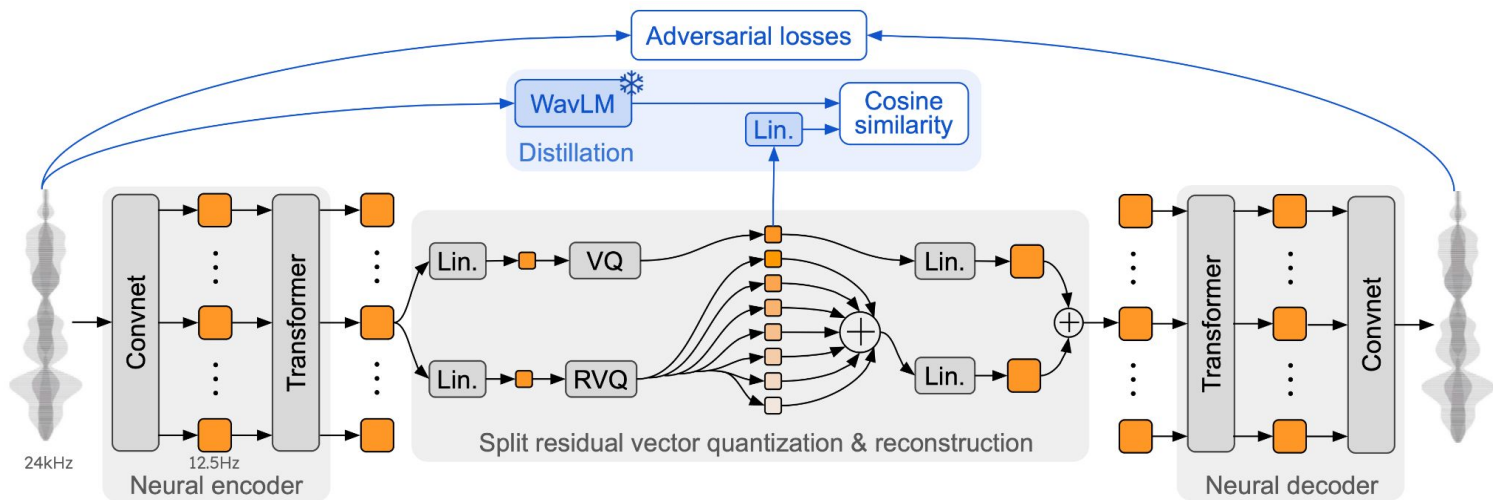 Adversarial losses
WavLM
Cosine
similarity
Lin.
Distillation
Convnet
Transformer
Lin.
VQ
Lin.
Lin.
RVQ
Lin.
Transformer
Convnet
Split residual vector quantization & reconstruction
24kHz
12.5Hz
Neural encoder
Neural decoder